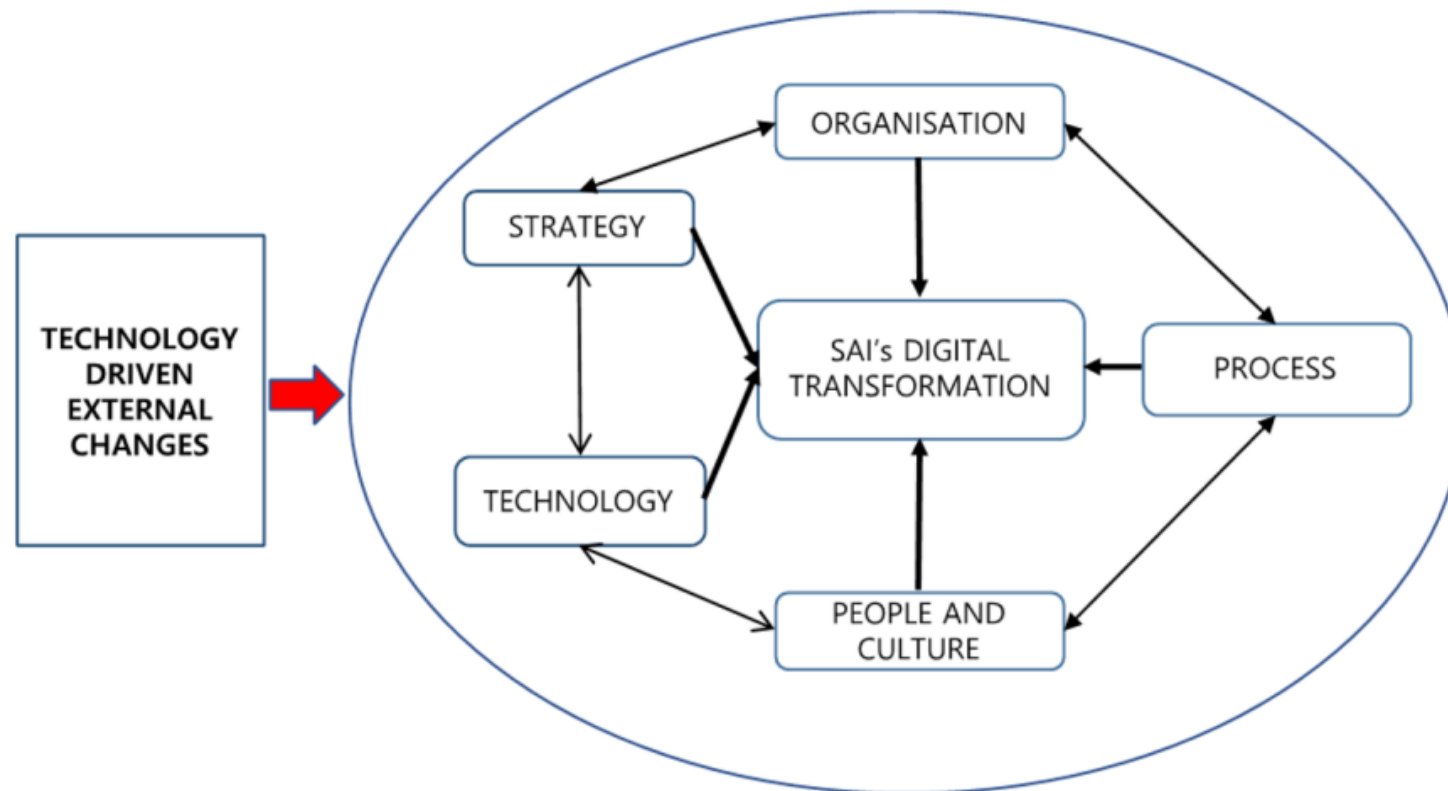 TECHNOLOGY
DRIVEN
EXTERNAL
CHANGES
ORGANISATION
STRATEGY
SAI's DIGITAL
TRANSFORMATION
PROCESS
TECHNOLOGY
PEOPLE AND
CULTURE